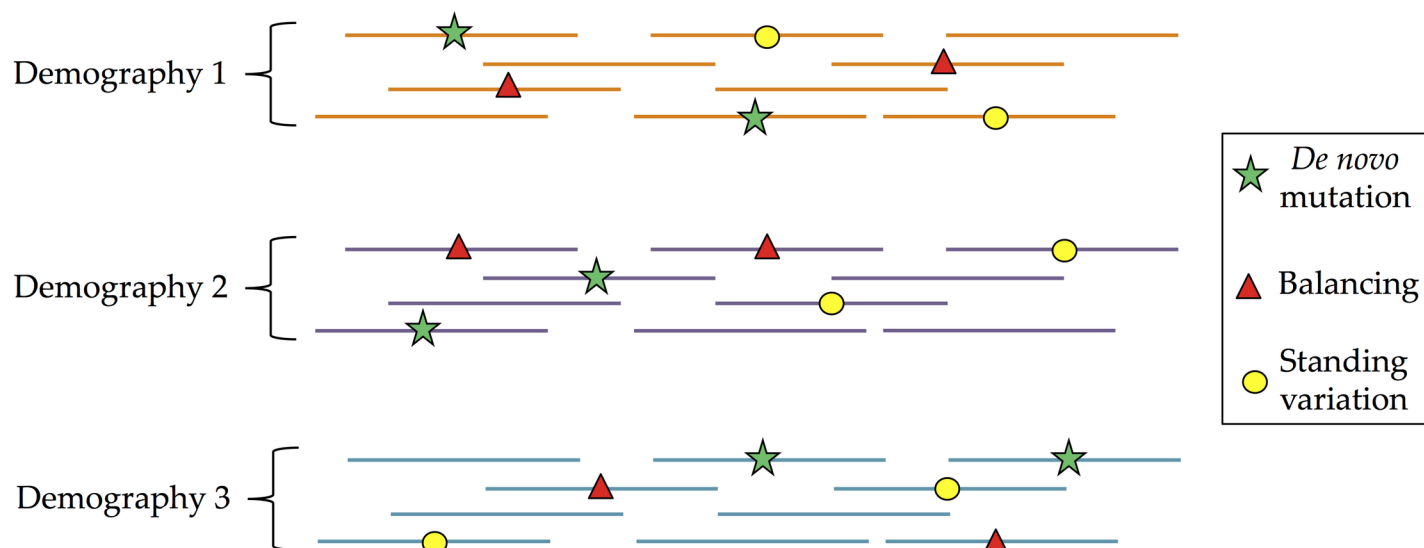 Demography 1
Demography 2
Demography 3
De novo
mutation
Balancing
Standing
variation